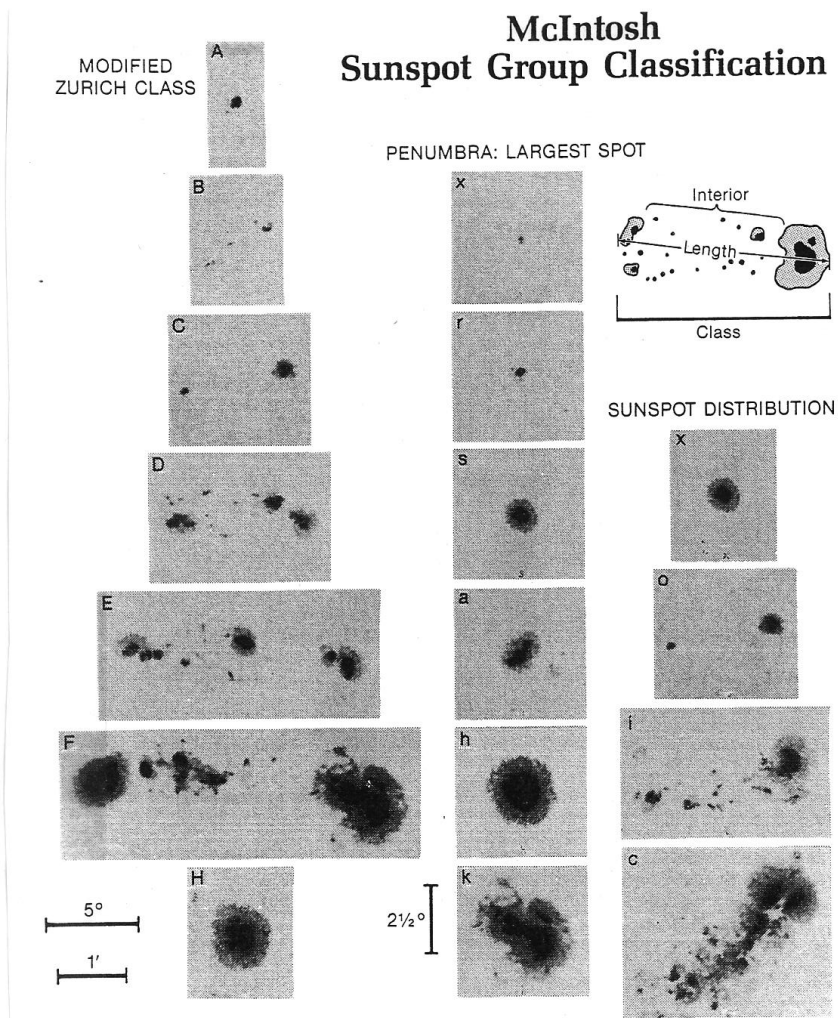 McIntosh
Sunspot Group Classification
MODIFIED
ZURICH CLASS
A
B
C
D
E
F
H
5°
1'
PENUMBRA: LARGEST SPOT
x
r
s
s
a
h
k
2½°
Interior
Length
Class
SUNSPOT DISTRIBUTION
x
x
o
i
c